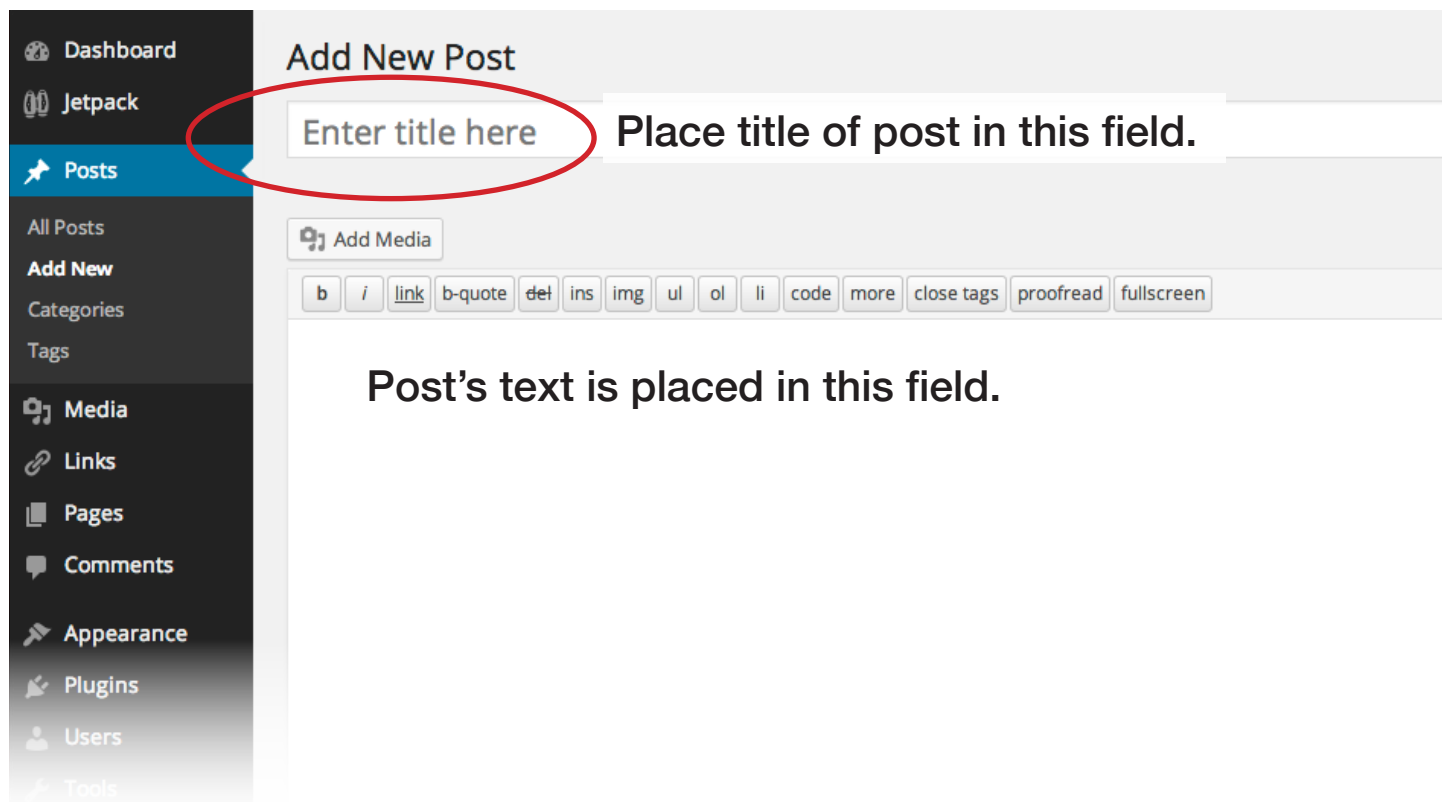 Dashboard
Jetpack
Posts
All Posts
Add New
Categories
Tags
Media
Links
Pages
Comments
Appearance
Plugins
Users
Tools
Add New Post
Enter title here
Place title of post in this field.
Add Media
b i link b-quote del ins img ul ol li code more close tags proofread fullscreen
Post’s text is placed in this field.